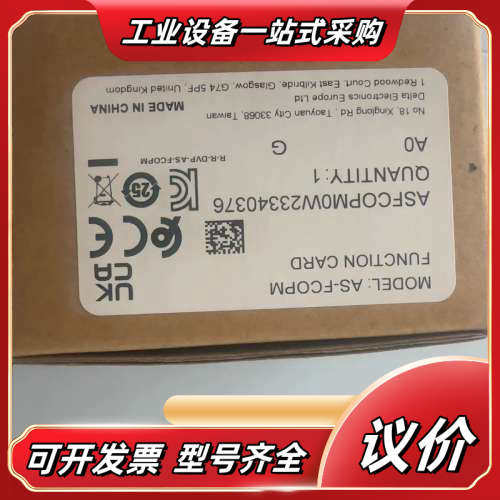 工业设备一站式采购
MODEL: AS-FCOPM
FUNCTION CARD
ASFCOPM0W23340376
QUANTITY: 1
A0 G
UK
CA
CE
25
R-R-DVP-AS-FCOPM
No.18, Xinglong Rd., Taoyuan City 33068, Taiwan
MADE IN CHINA
Delta Electronics Europe Ltd
1 Redwood Court, East Kilbride, Glasgow, G74 5PF, United Kingdom
可开发票 型号齐全
议价